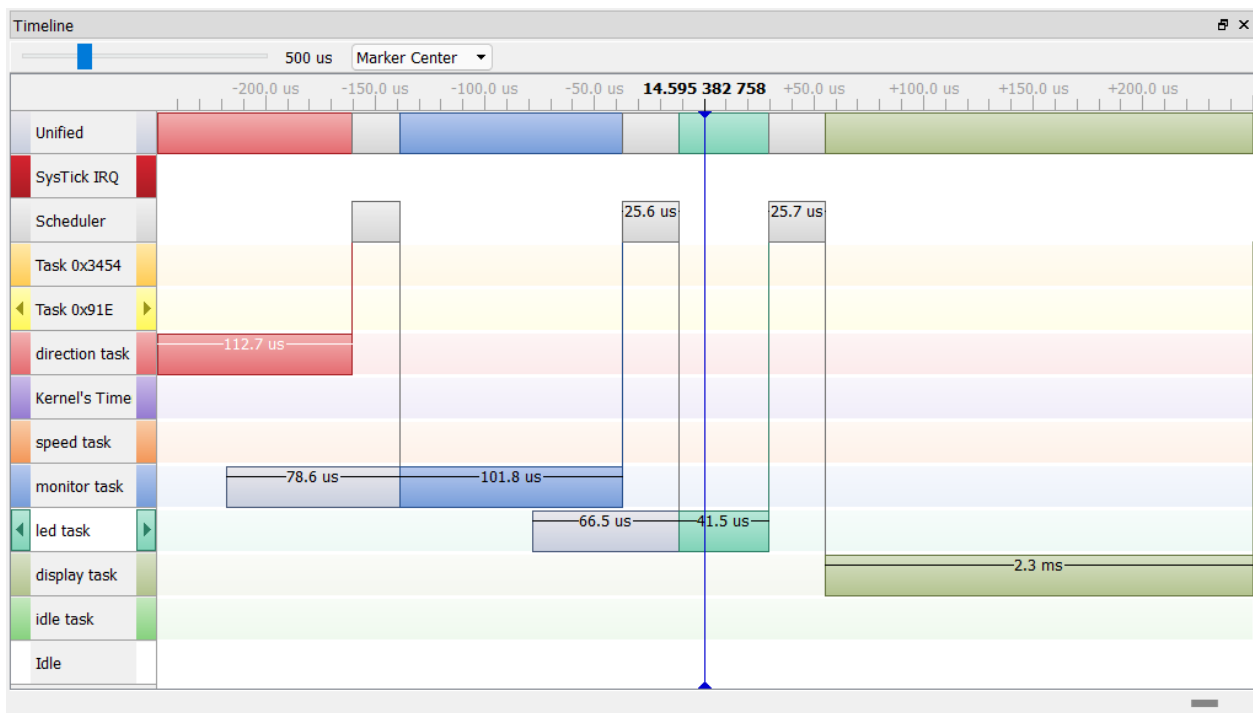 Timeline
500 us Marker Center
-200.0 us -150.0 us -100.0 us -50.0 us 14.595 382 758 +50.0 us +100.0 us +150.0 us +200.0 us
Unified
SysTick IRQ
Scheduler 25.6 us 25.7 us
Task 0x3454
Task 0x91E
direction task 112.7 us
Kernel's Time
speed task
monitor task 78.6 us 101.8 us
led task 66.5 us 41.5 us
display task 2.3 ms
idle task
Idle